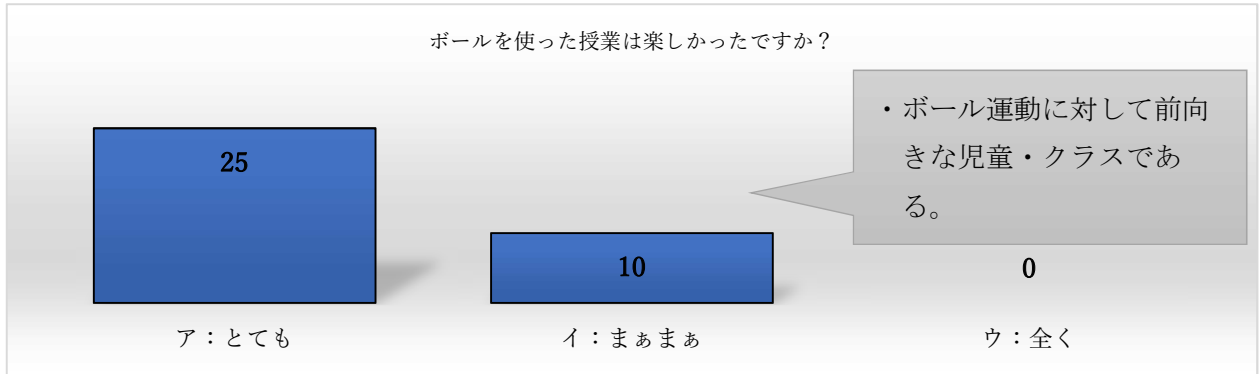 ボールを使った授業は楽しかったですか？
・ボール運動に対して前向
きな児童・クラスであ
る。
25
10
0
ア：とても
イ：まぁまぁ
ウ：全く